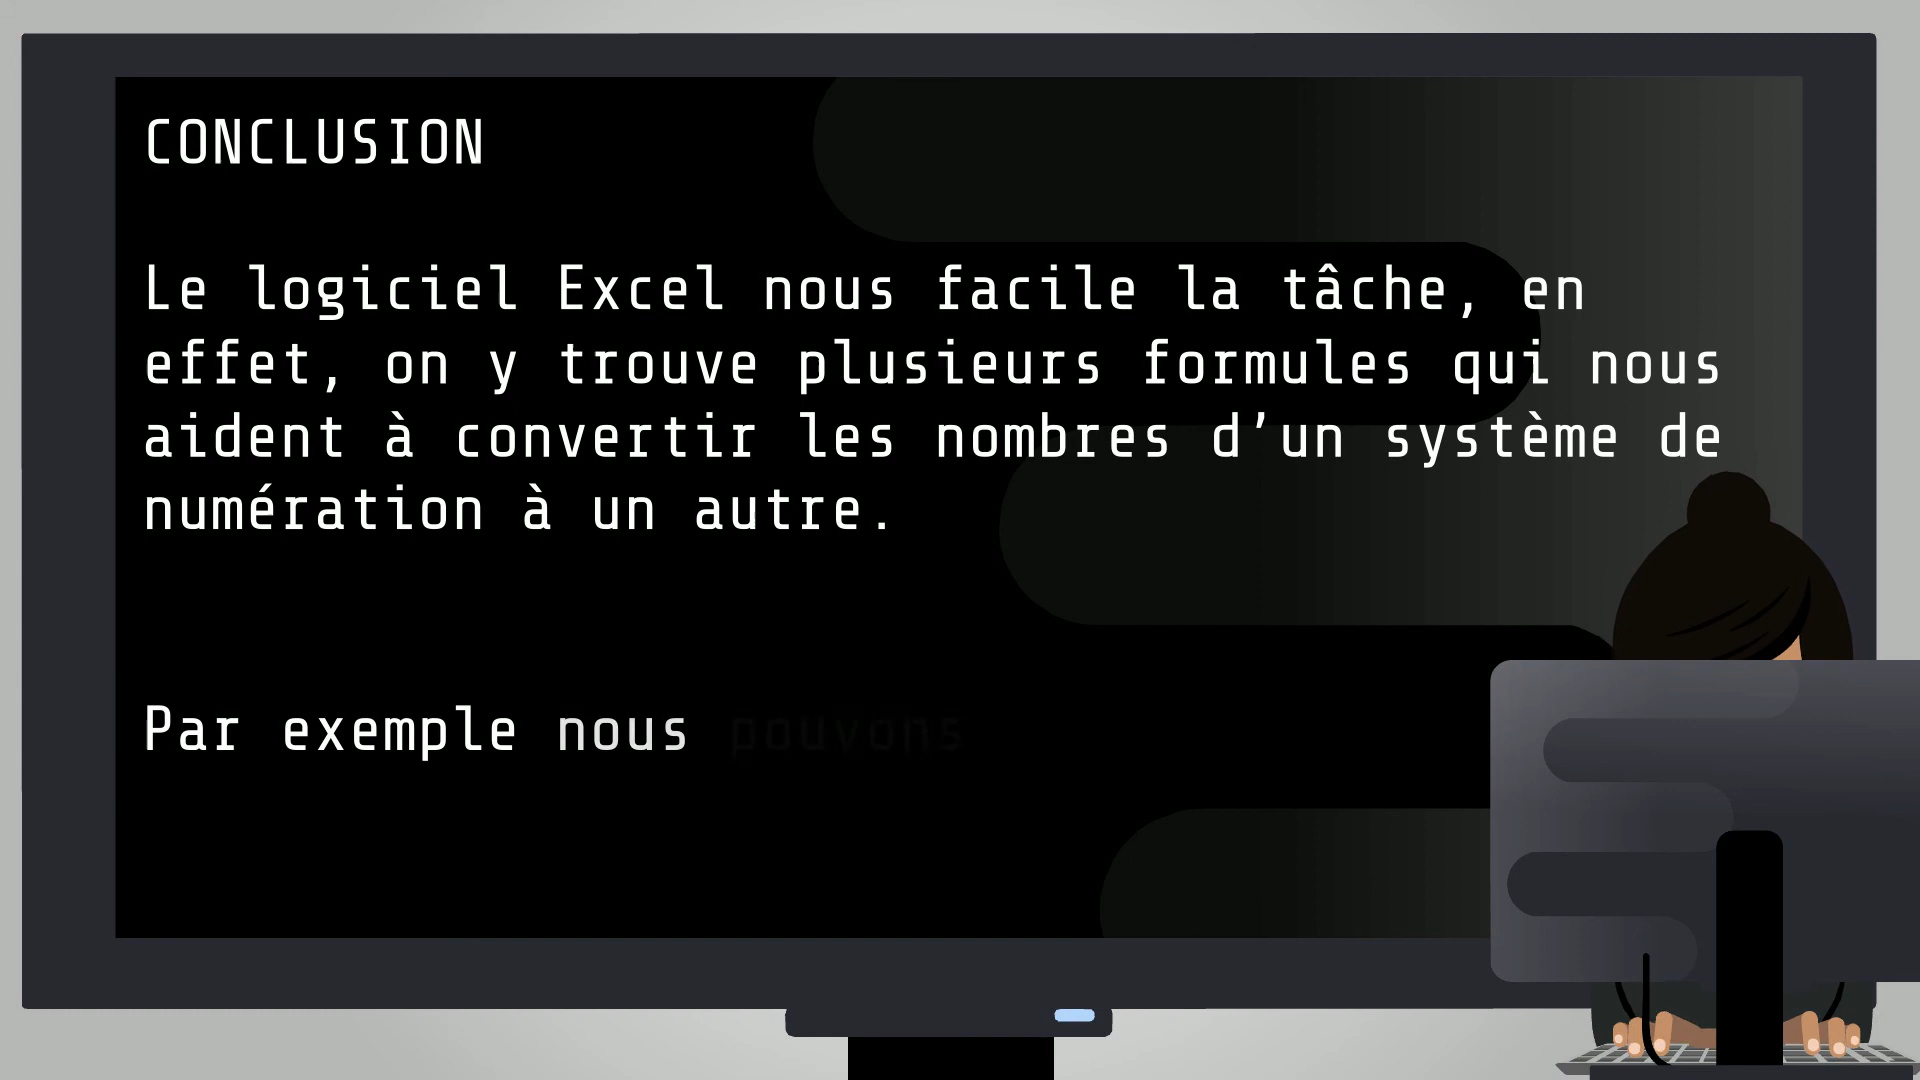 CONCLUSION
Le logiciel Excel nous facile la tâche, en
effet, on y trouve plusieurs formules qui nous
aident à convertir les nombres d’un système de
numération à un autre.
Par exemple nous pouvons